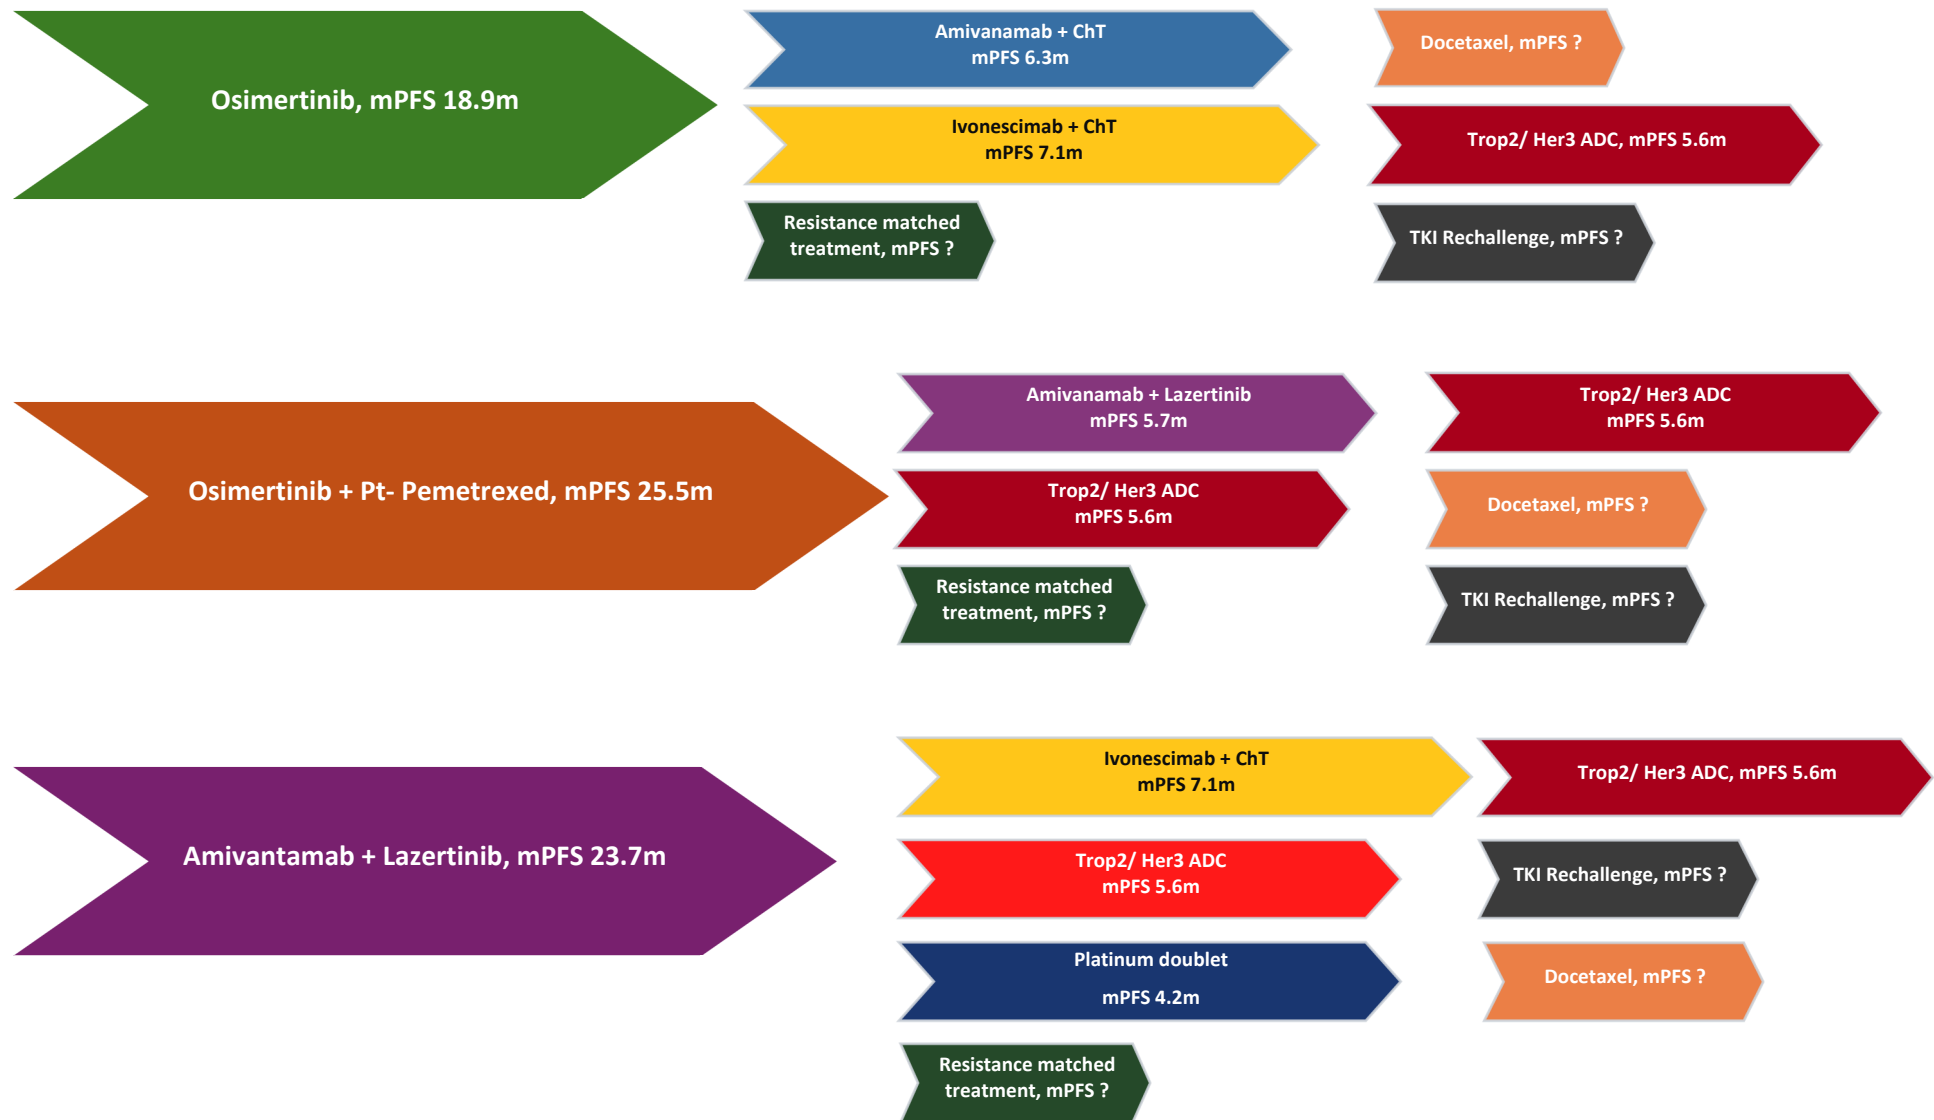 Osimertinib, mPFS 18.9m
Amivanamab + ChT
mPFS 6.3m
Ivonescimab + ChT
mPFS 7.1m
Resistance matched
treatment, mPFS ?
Docetaxel, mPFS ?
Trop2/ Her3 ADC, mPFS 5.6m
TKI Rechallenge, mPFS ?
Osimertinib + Pt- Pemetrexed, mPFS 25.5m
Amivanamab + Lazertinib
mPFS 5.7m
Trop2/ Her3 ADC
mPFS 5.6m
Resistance matched
treatment, mPFS ?
Trop2/ Her3 ADC
mPFS 5.6m
Docetaxel, mPFS ?
TKI Rechallenge, mPFS ?
Amivantamab + Lazertinib, mPFS 23.7m
Ivonescimab + ChT
mPFS 7.1m
Trop2/ Her3 ADC
mPFS 5.6m
Platinum doublet
mPFS 4.2m
Resistance matched
treatment, mPFS ?
Trop2/ Her3 ADC, mPFS 5.6m
TKI Rechallenge, mPFS ?
Docetaxel, mPFS ?